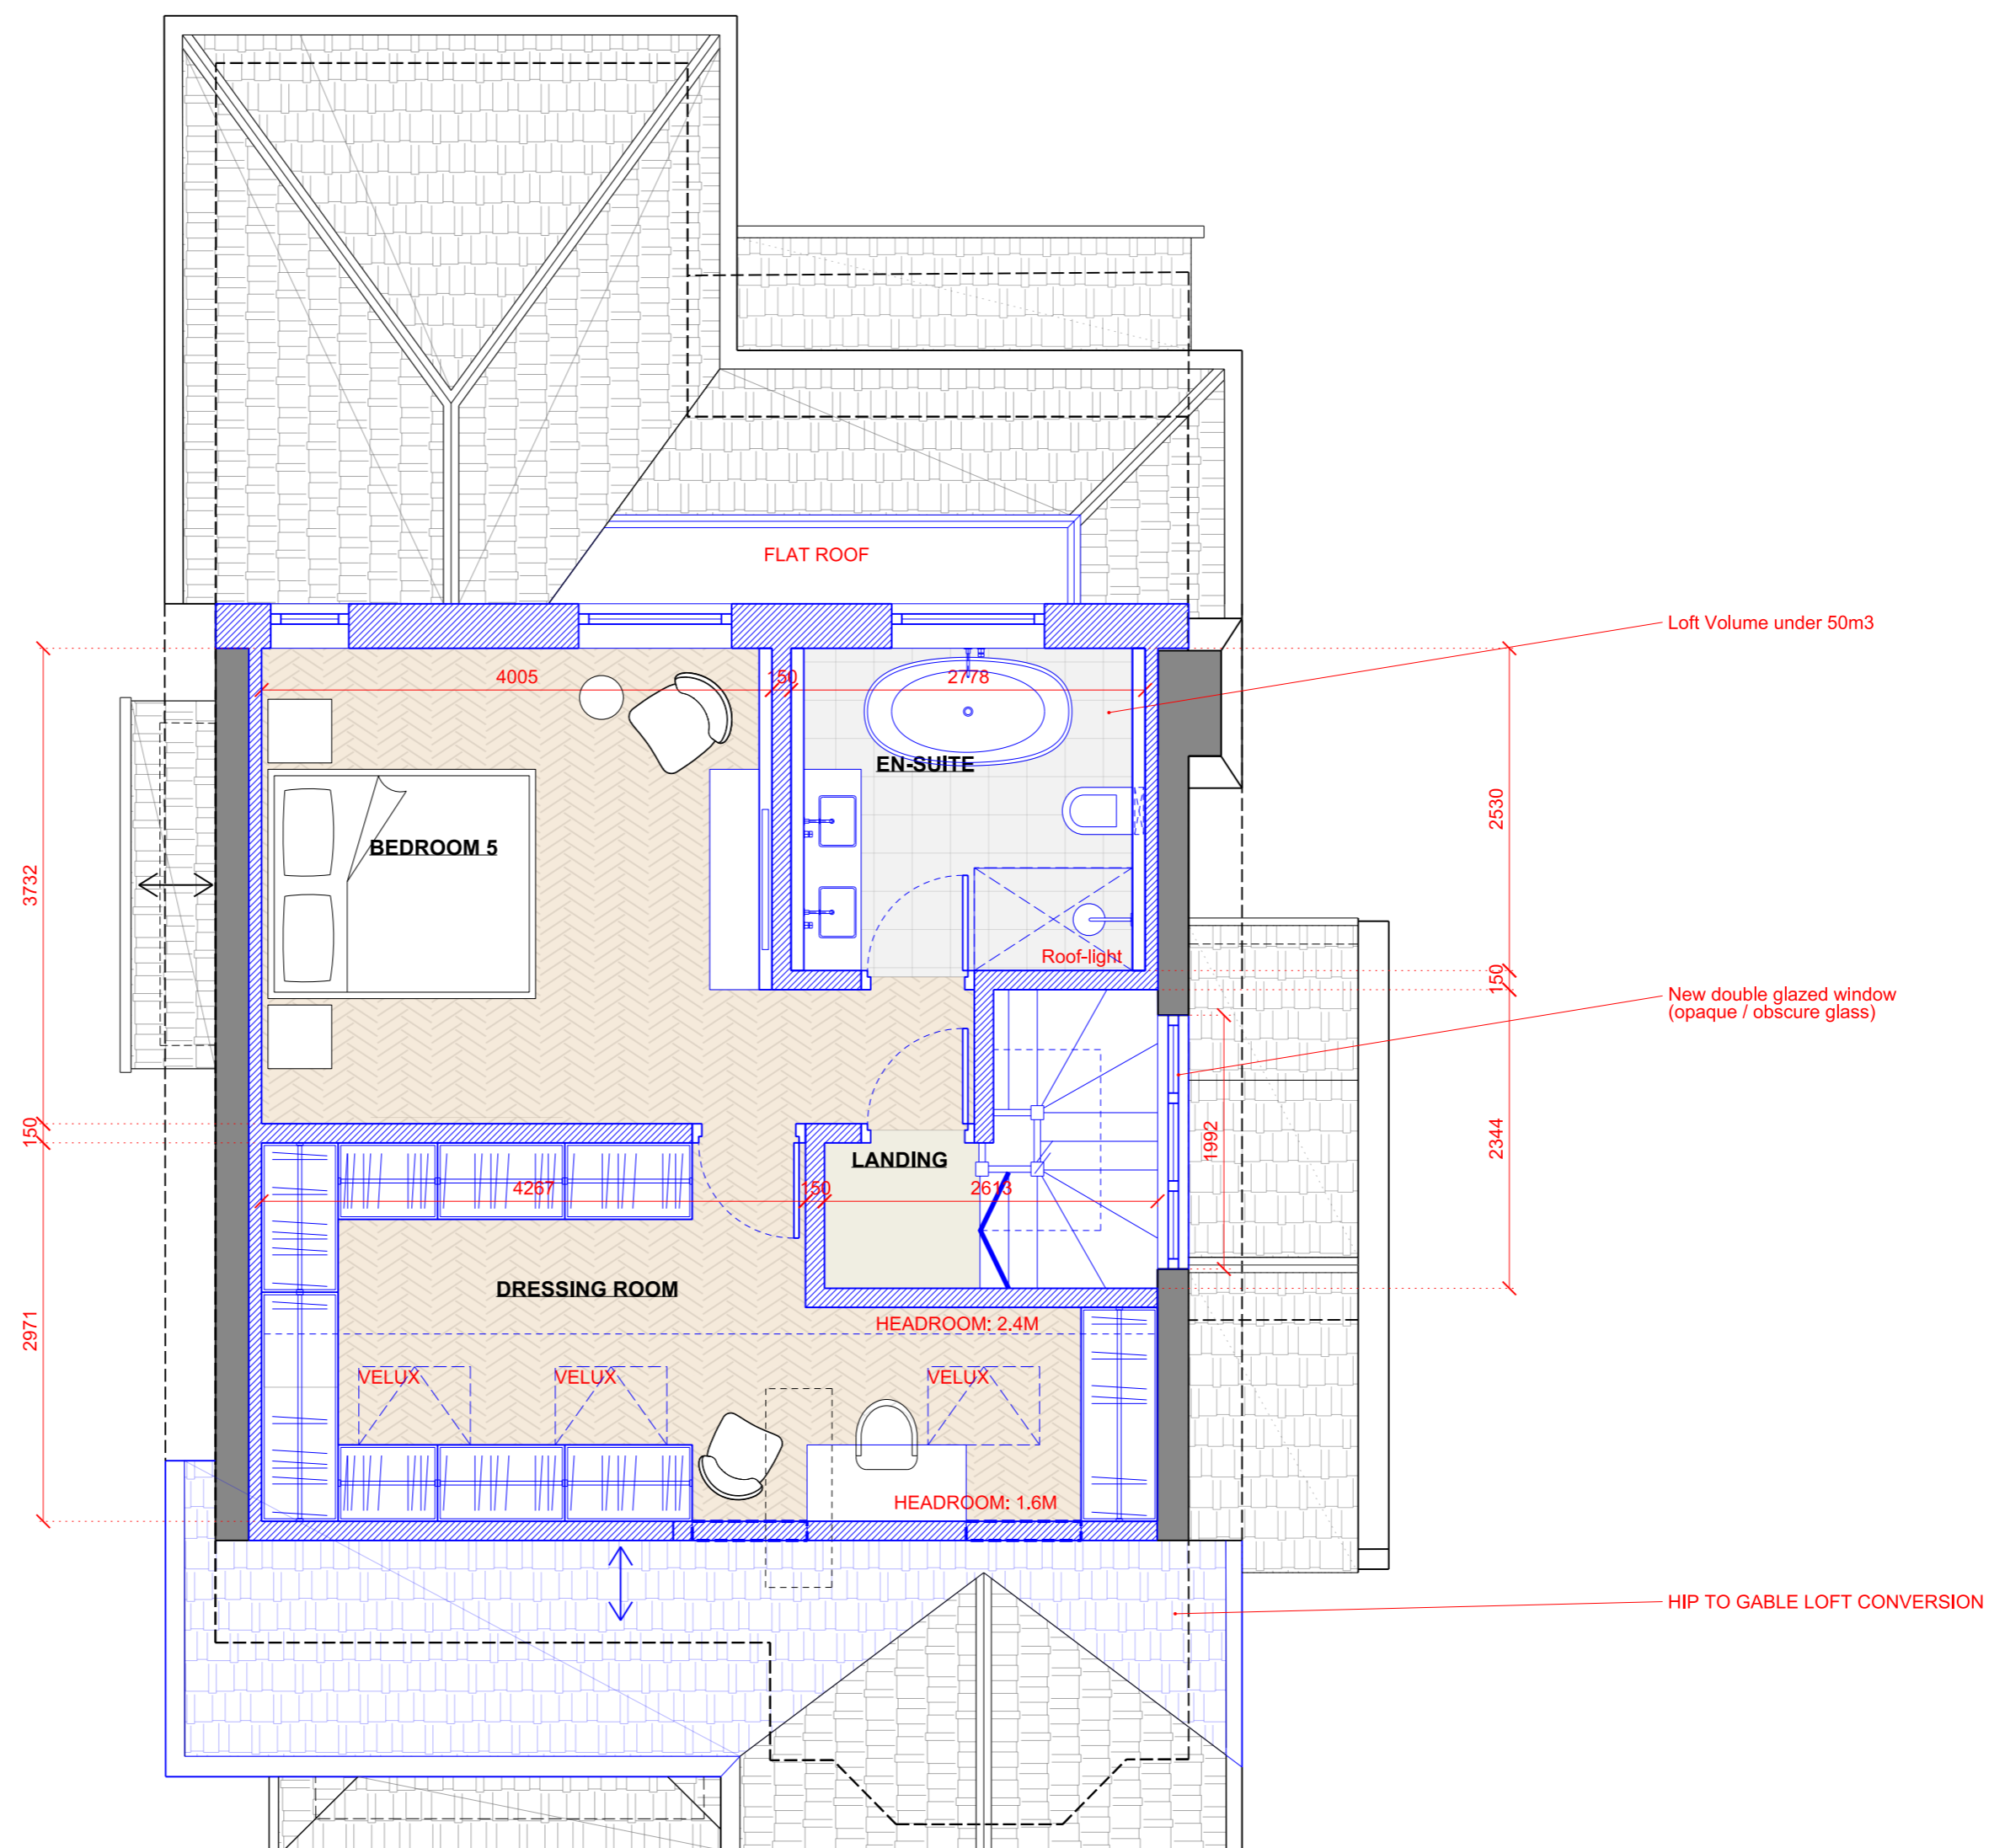 FLAT ROOF
Loft Volume under 50m3
4005
150
2778
EN-SUITE
2530
BEDROOM 5
3732
Roof-light
150
New double glazed window
(opaque / obscure glass)
150
1992
2344
LANDING
4267
150
2613
DRESSING ROOM
2971
HEADROOM: 2.4M
VELUX
VELUX
VELUX
HEADROOM: 1.6M
HIP TO GABLE LOFT CONVERSION